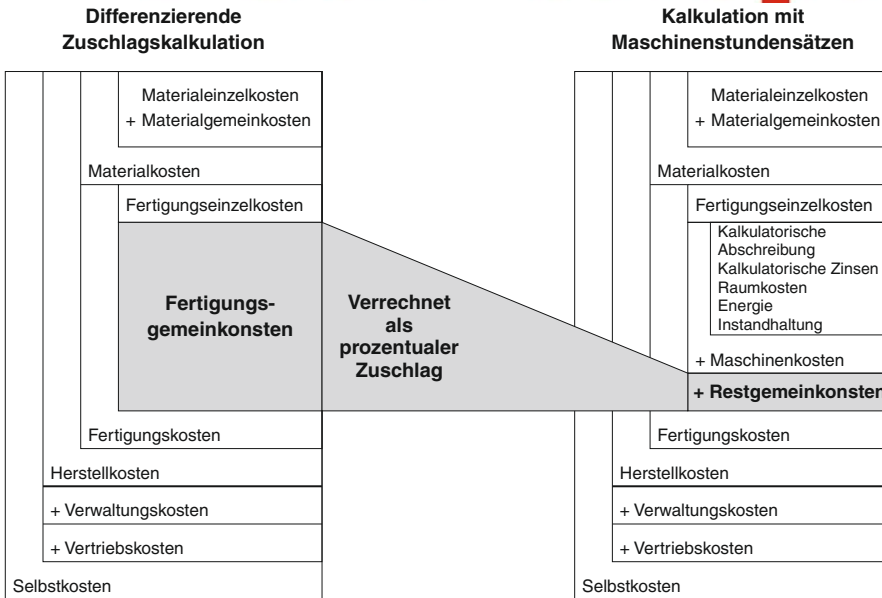 Differenzierende
Zuschlagskalkulation
Materialeinzelkosten
+ Materialgemeinkosten
Materialkosten
Fertigungseinzelkosten
Fertigungs-
gemeinkonsten
Fertigungskosten
Herstellkosten
+ Verwaltungskosten
+ Vertriebskosten
Selbstkosten
Verrechnet
als
prozentualer
Zuschlag
Kalkulation mit
Maschinenstundensätzen
Materialeinzelkosten
+ Materialgemeinkosten
Materialkosten
Fertigungseinzelkosten
Kalkulatorische
Abschreibung
Kalkulatorische Zinsen
Raumkosten
Energie
Instandhaltung
+ Maschinenkosten
+ Restgemeinkonsten
Fertigungskosten
Herstellkosten
+ Verwaltungskosten
+ Vertriebskosten
Selbstkosten